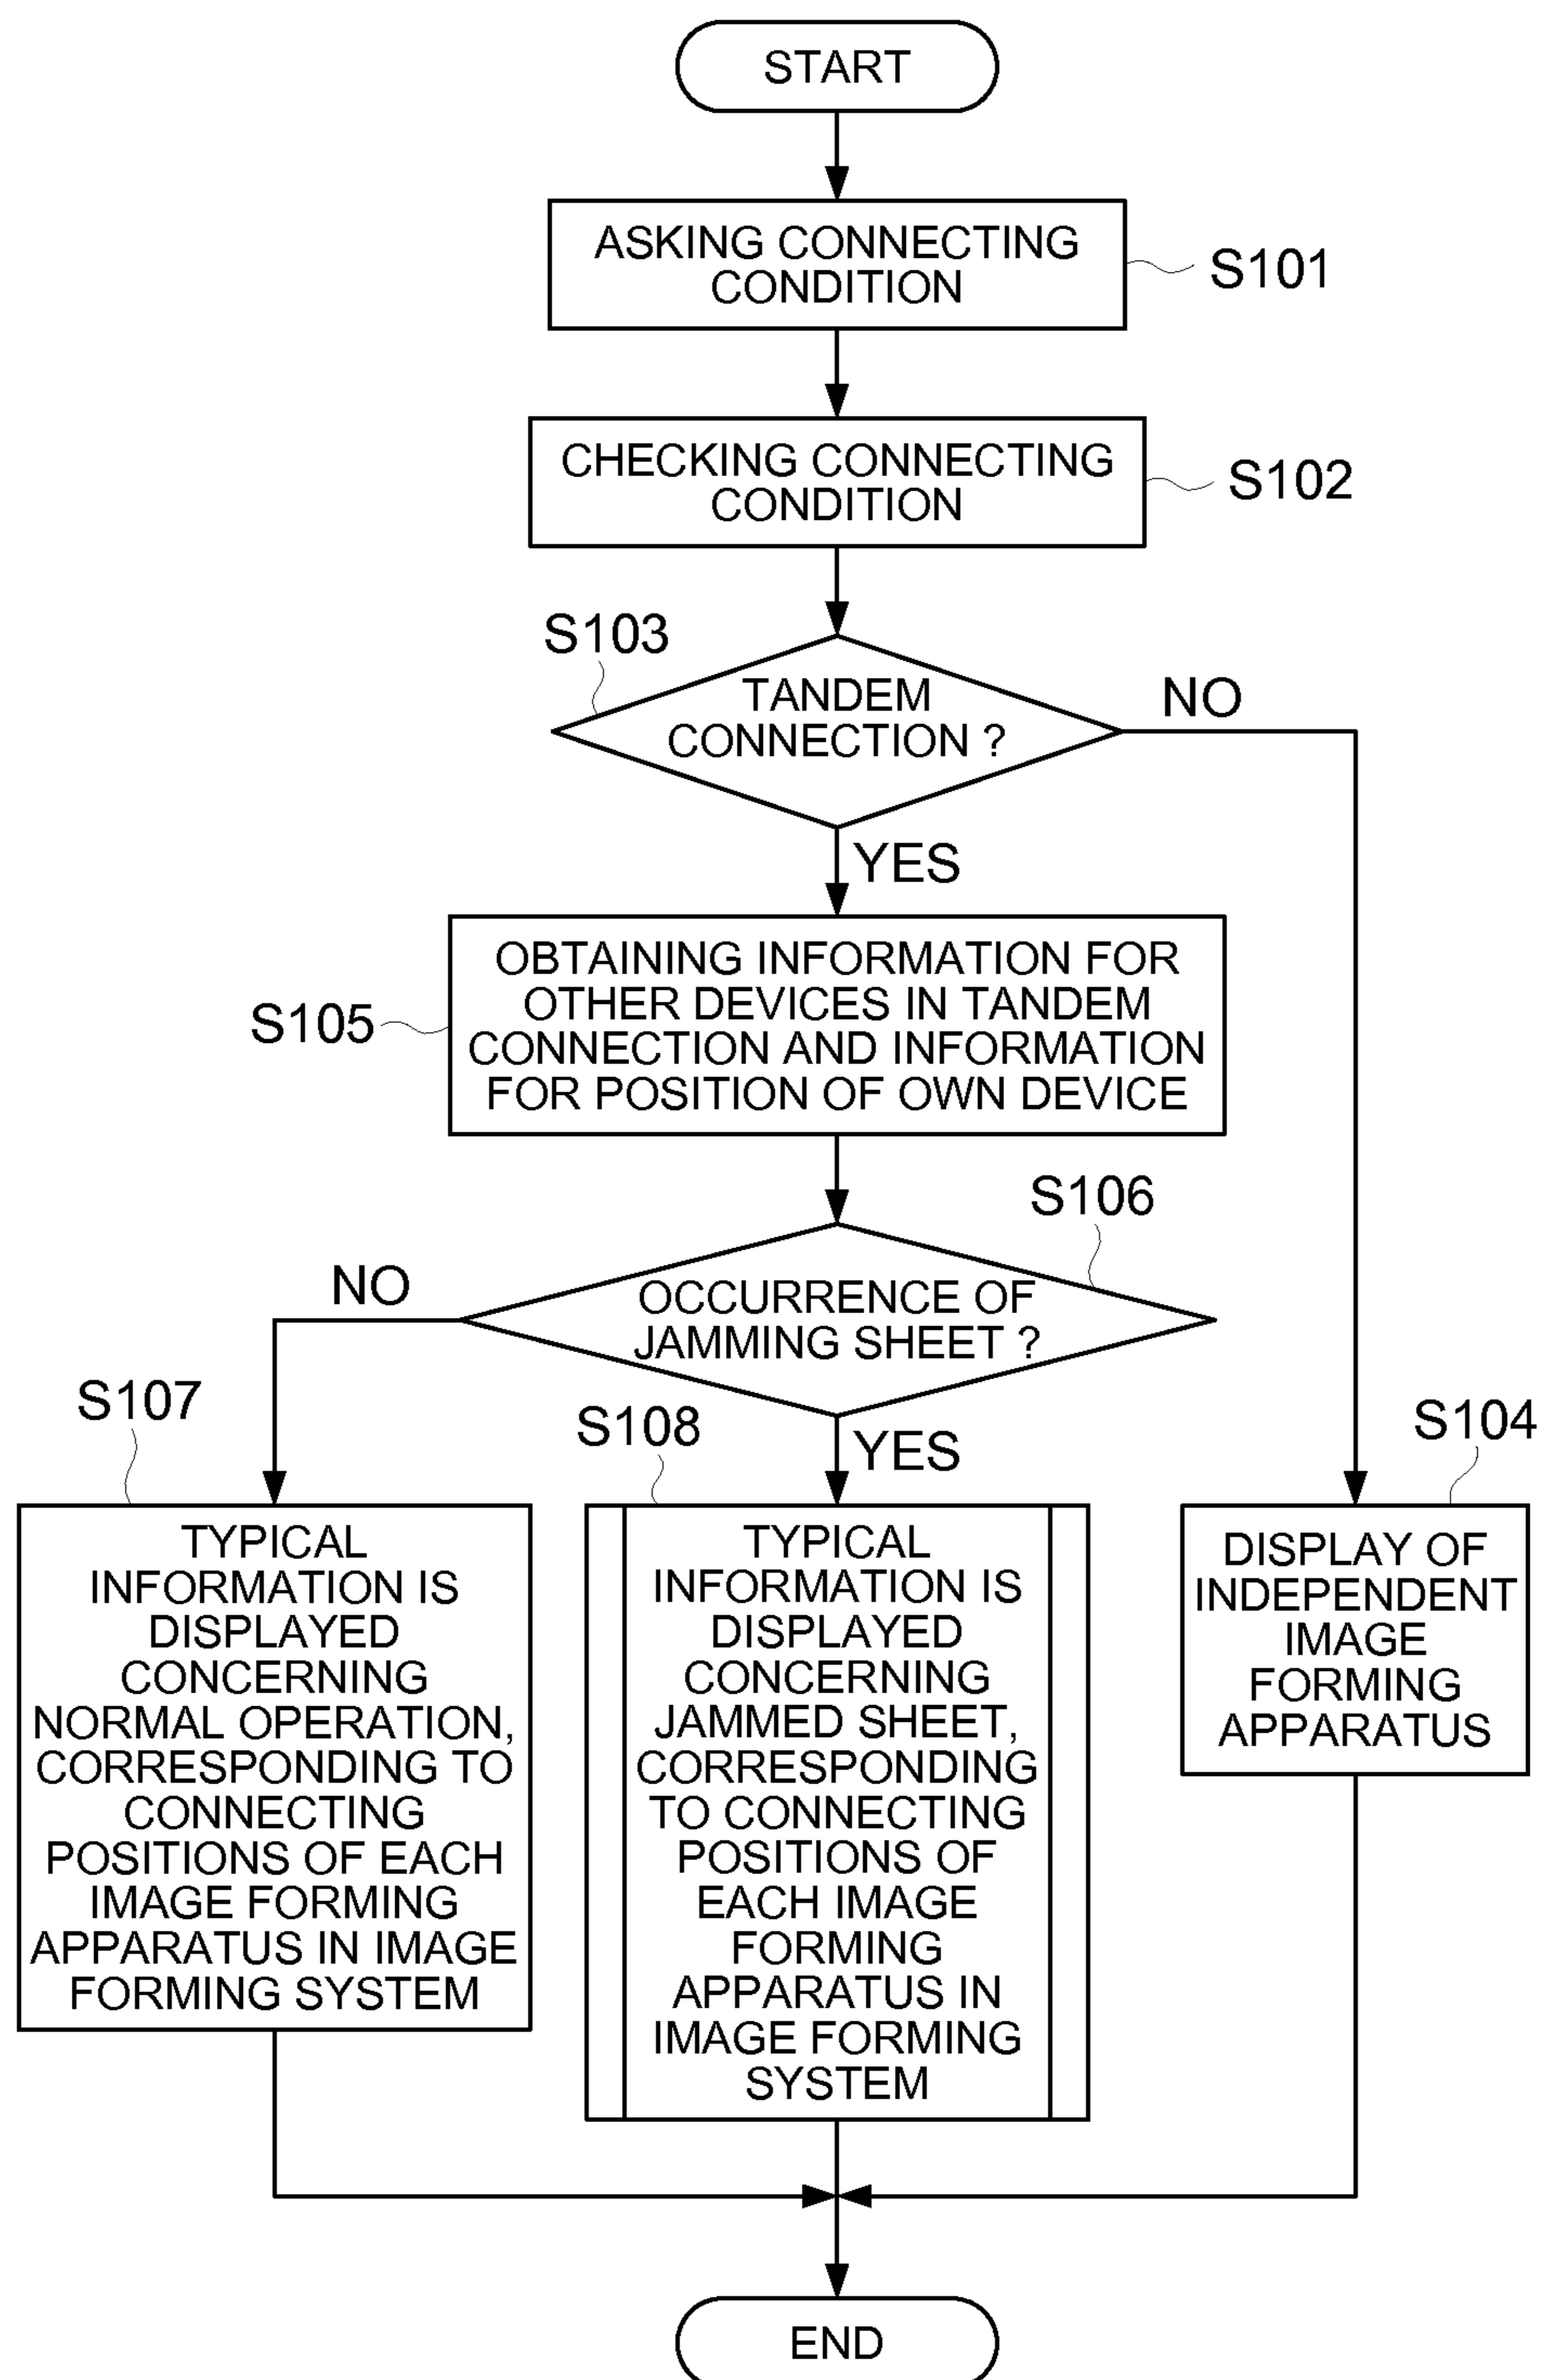 START
ASKING CONNECTING
CONDITION
S101
CHECKING CONNECTING
CONDITION
S102
S103
TANDEM
CONNECTION ?
NO
YES
OBTAINING INFORMATION FOR
OTHER DEVICES IN TANDEM
CONNECTION AND INFORMATION
FOR POSITION OF OWN DEVICE
S105
S106
OCCURRENCE OF
JAMMING SHEET ?
NO
YES
S107
TYPICAL
INFORMATION IS
DISPLAYED
CONCERNING
NORMAL OPERATION,
CORRESPONDING TO
CONNECTING
POSITIONS OF EACH
IMAGE FORMING
APPARATUS IN IMAGE
FORMING SYSTEM
S108
TYPICAL
INFORMATION IS
DISPLAYED
CONCERNING
JAMMED SHEET,
CORRESPONDING
TO CONNECTING
POSITIONS OF
EACH IMAGE
FORMING
APPARATUS IN
IMAGE FORMING
SYSTEM
S104
DISPLAY OF
INDEPENDENT
IMAGE
FORMING
APPARATUS
END